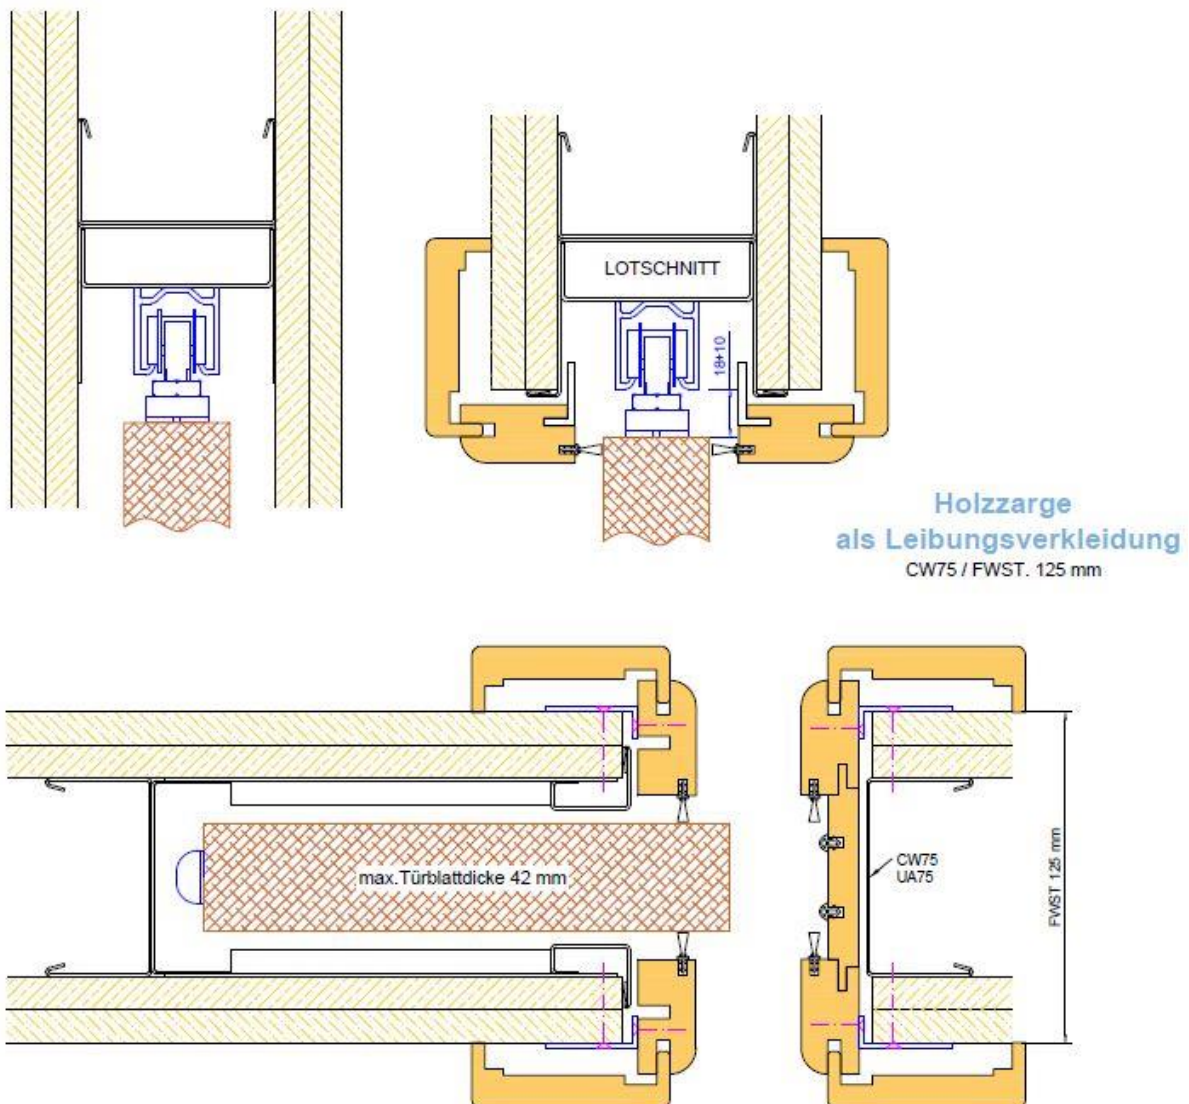 LOTSCHNITT
18+10
Holzzarge
als Leibungsverkleidung
CW75 / FWST. 125 mm
max.Türblattdicke 42 mm
CW75
UA75
FWST 125 mm